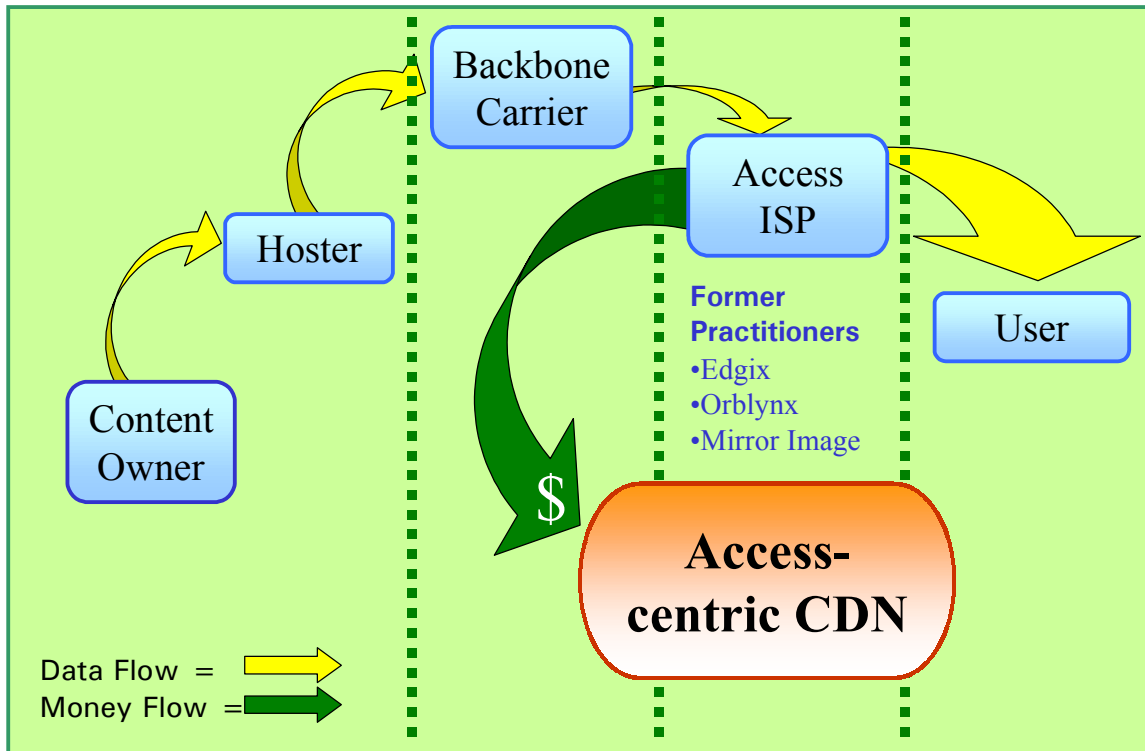 Backbone
Carrier
Access
ISP
Hoster
Former
Practitioners
•Edgix
•Orblynx
•Mirror Image
User
Content
Owner
$
Access-
centric CDN
Data Flow =
Money Flow =